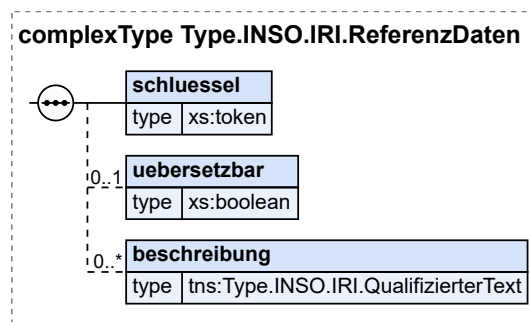 complexType Type.INSO.IRI.ReferenzDaten
schluessel
type xs:token
0..1 uebersetzbar
type xs:boolean
0..* beschreibung
type tns:Type.INSO.IRI.QualifizierterText